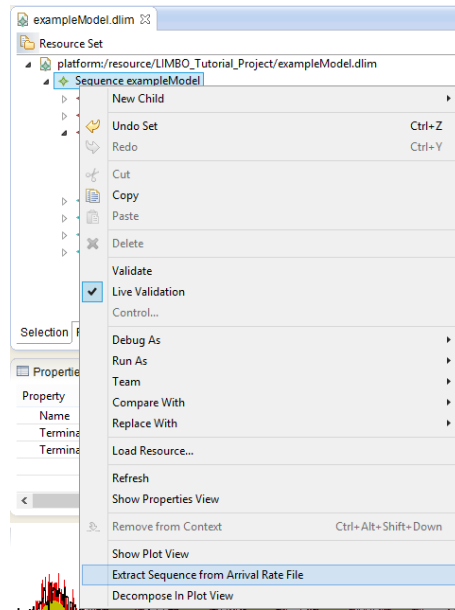 exampleModel.dlim
Resource Set
platform:/resource/LIMBO_Tutorial_Project/exampleModel.dlim
Sequence exampleModel
New Child
Undo Set Ctrl+Z
Redo Ctrl+Y
Cut
Copy
Paste
Delete
Validate
Live Validation
Control...
Selection
Debug As
Run As
Team
Properties
Property
Compare With
Name
Replace With
Load Resource...
Refresh
Show Properties View
Remove from Context Ctrl+Alt+Shift+Down
Show Plot View
Extract Sequence from Arrival Rate File
Decompose In Plot View